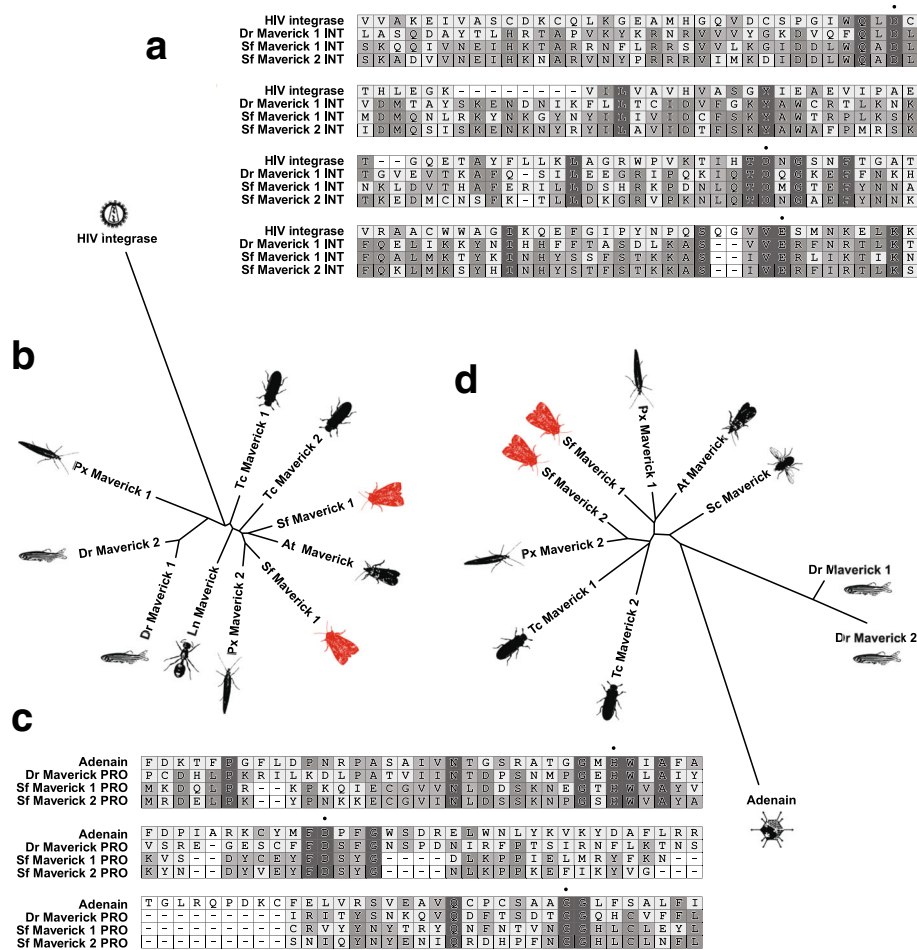 a
HIV integrase V V A K E I V A S C D K C Q L K G E A M H G Q V D C S P G I W Q L D C
Dr Maverick 1 INT L A S Q D A Y T L H R T A P V K Y K R N R V V V Y G K D V Q F Q L D L
Sf Maverick 1 INT S K Q Q I V N E I H K T A R R N F L R R S V V L K G I D D L W Q A D L
Sf Maverick 2 INT S K A D V V N E I H K N A R V N Y P R R R V I M K D I D D L W Q A D L
HIV integrase T H L E G K - - - - - - - - V I L V A V H V A S G Y I E A E V I P A E
Dr Maverick 1 INT V D M T A Y S K E N D N I K F L L T C I D V F G K Y A W C R T L K N K
Sf Maverick 1 INT M D M Q N L R K Y N K G Y N Y I L I V I D C F S K Y A W T R P L K S K
Sf Maverick 2 INT I D M Q S I S K E N K N Y R Y I L A V I D T F S K Y A W A F P M R S K
HIV integrase T - - G Q E T A Y F L L K L A G R W P V K T I H T D N G S N F T G A T
Dr Maverick 1 INT T G V E V T K A F Q - S I L E E G R I P Q K I Q T D Q G K E F F N K H
Sf Maverick 1 INT N K L D V T H A F E R I L L D S H R K P D N L Q T D M G T E F Y N N A
Sf Maverick 2 INT T K E D M C N S F K - T L L D K G R V P K N L Q T D N G A E F Y N N K
HIV integrase V R A A C W W A G I K Q E F G I P Y N P Q S Q G V V E S M N K E L K K
Dr Maverick 1 INT F Q E L I K K Y N I H H F F T A S D L K A S - - V V E R F N R T L K T
Sf Maverick 1 INT F Q A L M K T Y K I N H Y S S F S T K K A S - - I V E R L I K T I K N
Sf Maverick 2 INT F Q K L M K S Y H I N H Y S T F S T K K A S - - I V E R F I R T L K S
HIV integrase
b
Tc Maverick 1
Tc Maverick 2
Px Maverick 1
Sf Maverick 1
At Maverick
Dr Maverick 2
Dr Maverick 1
Ln Maverick
Px Maverick 2
Sf Maverick 1
d
Px Maverick 1
Sf Maverick 1
At Maverick
Sf Maverick 2
Sc Maverick
Px Maverick 2
Tc Maverick 1
Tc Maverick 2
Dr Maverick 1
Dr Maverick 2
Adenain
c
Adenain F D K T F P G F L D P N R P A S A I V N T G S R A T G G M H W I A F A
Dr Maverick PRO P C D H L P K R I L K D L P A T V I I N T D P S N M P G E H W L A I Y
Sf Maverick 1 PRO M K D Q L P R - - K P K Q I E C G V V N L D D S K N E G T H W V A Y V
Sf Maverick 2 PRO M R D E L P K - - Y P N K K E C G V I N L D S S K N P G S H W V A Y V
Adenain F D P I A R K C Y M F D P F G W S D R E L W N L Y K V K Y D A F L R R
Dr Maverick PRO V S R E - G E S C F F D S F G N S P D N I R F P T S I R N F L K T N S
Sf Maverick 1 PRO K V S - - D Y C E Y F D S Y G - - - - D L K P P I E L M R Y F K N - -
Sf Maverick 2 PRO K Y N - - D Y V E Y F D S Y G - - - - N L K P P K E F I K Y V G - - -
Adenain T G L R Q P D K C F E L V R S V E A V Q C P C S A A G G L F S A L F I
Dr Maverick PRO - - - - - - - - - I R I T Y S N K Q V Q D F T S D T G G Q H C V F F L
Sf Maverick 1 PRO - - - - - - - - - C R V Y Y N Y T R Y Q N F N T V N G G H L C L E Y L
Sf Maverick 2 PRO - - - - - - - - - S N I Q Y N Y E N I Q R D H P F N G G H L C L N F L